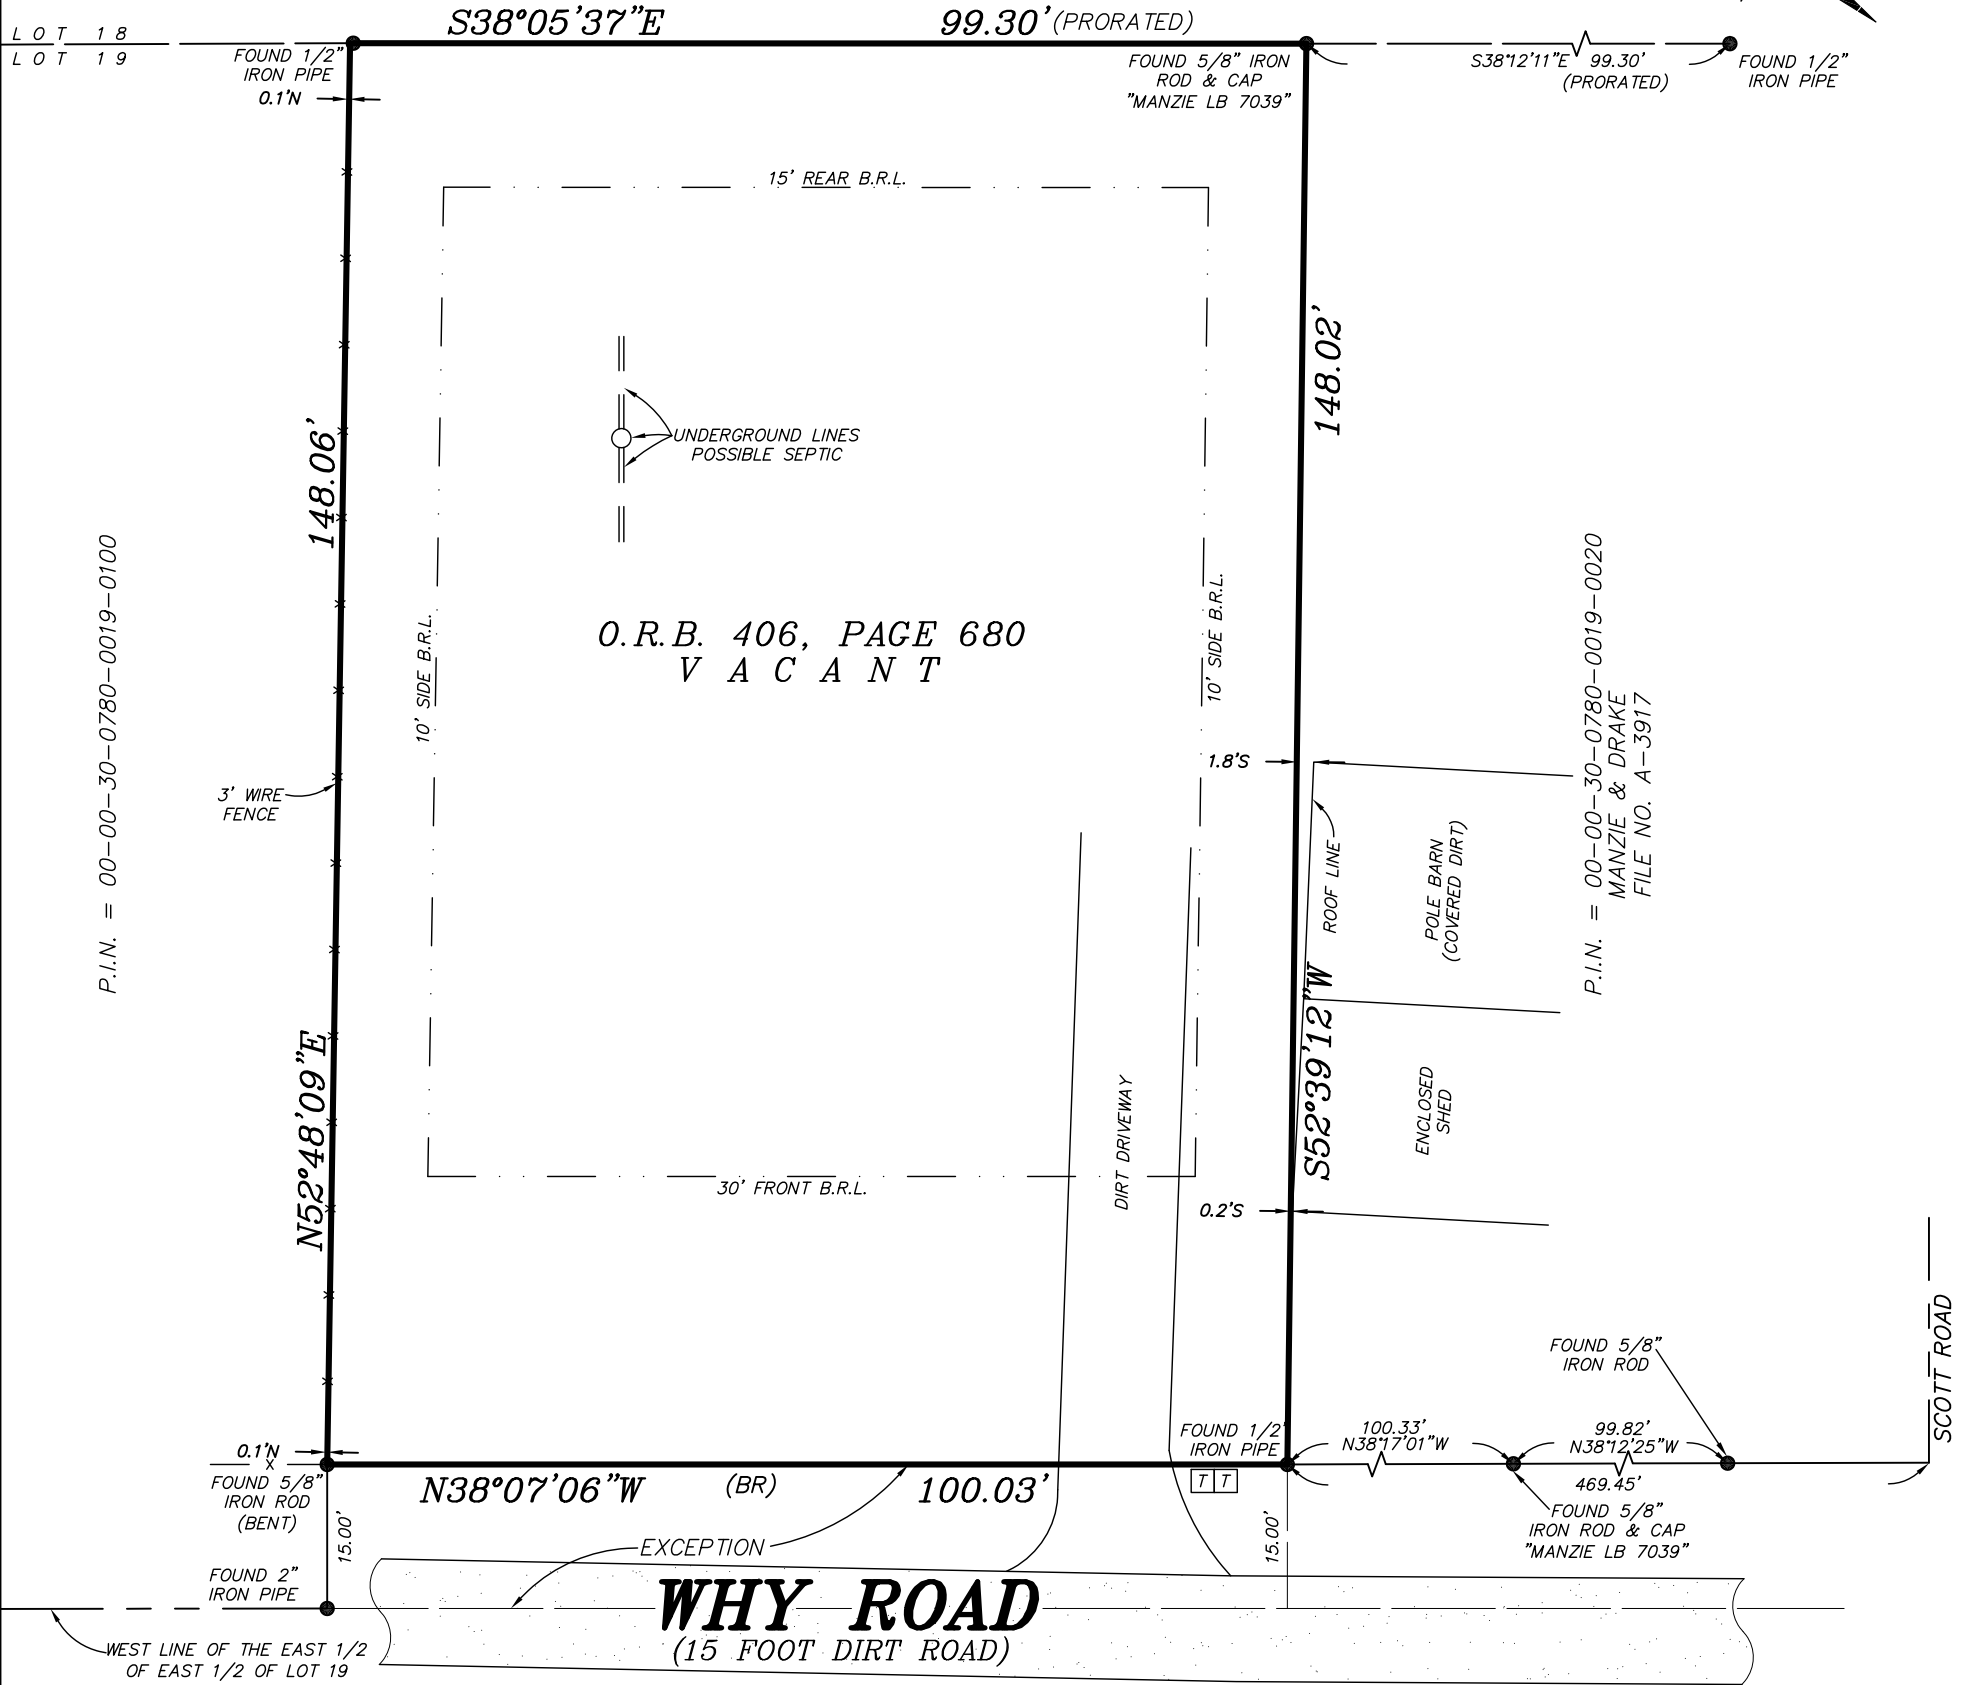 S38°05'37"E 99.30' (PRORATED)
LOT 18
LOT 19
FOUND 1/2"
IRON PIPE
0.1'N
FOUND 5/8" IRON
ROD & CAP
"MANZIE LB 7039"
S38°12'11"E 99.30'
(PRORATED)
FOUND 1/2"
IRON PIPE
15' REAR B.R.L.
148.06'
148.02'
UNDERGROUND LINES
POSSIBLE SEPTIC
P.I.N. = 00-00-30-0780-0019-0100
10' SIDE B.R.L.
O.R.B. 406, PAGE 680
VACANT
10' SIDE B.R.L.
P.I.N. = 00-00-30-0780-0019-0020
MANZIE & DRAKE
FILE NO. A-3917
1.8'S
3' WIRE
FENCE
ROOF LINE
POLE BARN
(COVERED DIRT)
N52°48'09"E
S52°39'12"W
ENCLOSED
SHED
DIRT DRIVEWAY
30' FRONT B.R.L.
0.2'S
SCOTT ROAD
FOUND 5/8"
IRON ROD
0.1'N
X
FOUND 5/8"
IRON ROD
(BENT)
FOUND 1/2"
IRON PIPE
100.33'
N38°17'01"W
99.82'
N38°12'25"W
469.45'
N38°07'06"W (BR) 100.03'
T T
FOUND 5/8"
IRON ROD & CAP
"MANZIE LB 7039"
15.00'
15.00'
EXCEPTION
FOUND 2"
IRON PIPE
WHY ROAD
(15 FOOT DIRT ROAD)
WEST LINE OF THE EAST 1/2
OF EAST 1/2 OF LOT 19